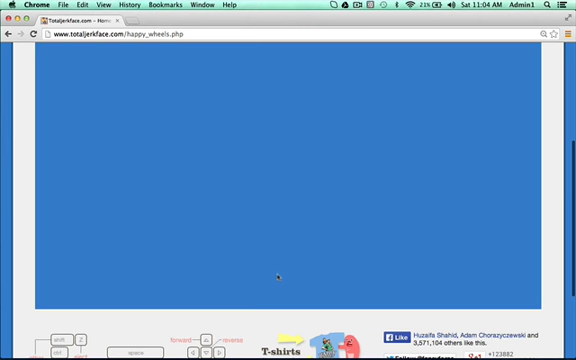 Chrome File Edit View History Bookmarks Window Help 21% Sat 11:04 AM Admin1
Totaljerkface.com – Hom
www.totaljerkface.com/happy_wheels.php
shift Z
ctrl
space
forward
reverse
T-shirts
Like Huzaifa Shahid, Adam Chorazyczewski and
3,571,104 others like this.
+123882